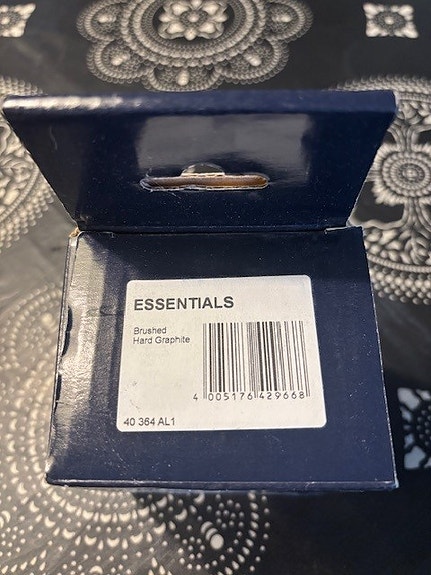 ESSENTIALS
Brushed
Hard Graphite
4 005176 429668
40 364 AL1